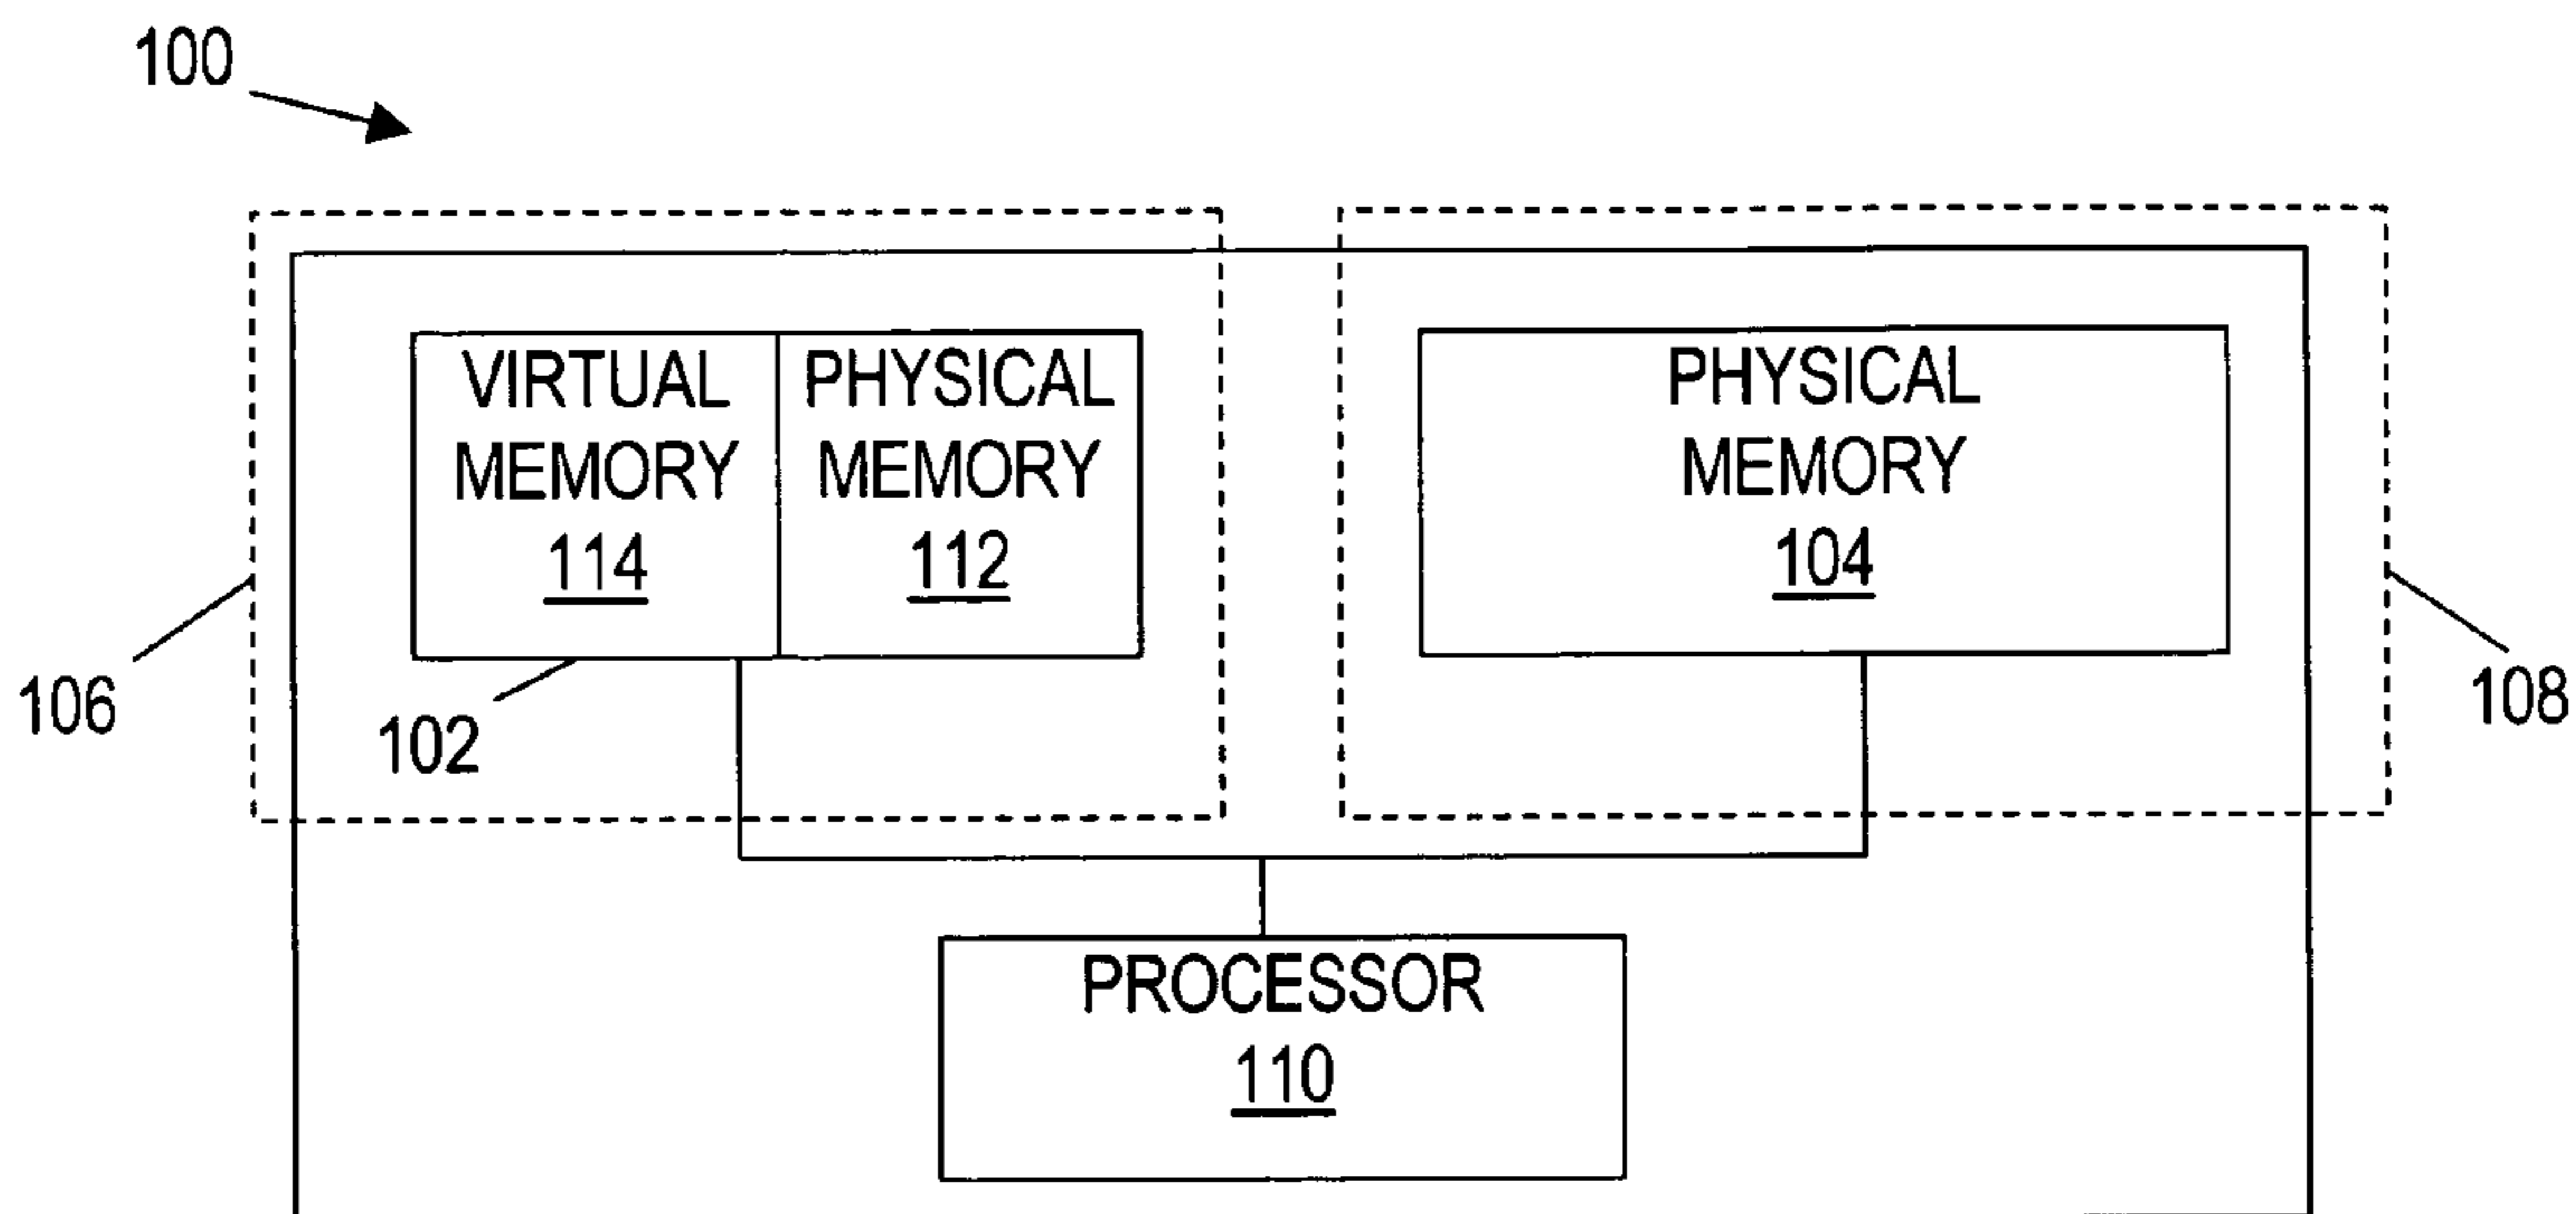 100
VIRTUAL
MEMORY
114
PHYSICAL
MEMORY
112
PHYSICAL
MEMORY
104
106
102
108
PROCESSOR
110